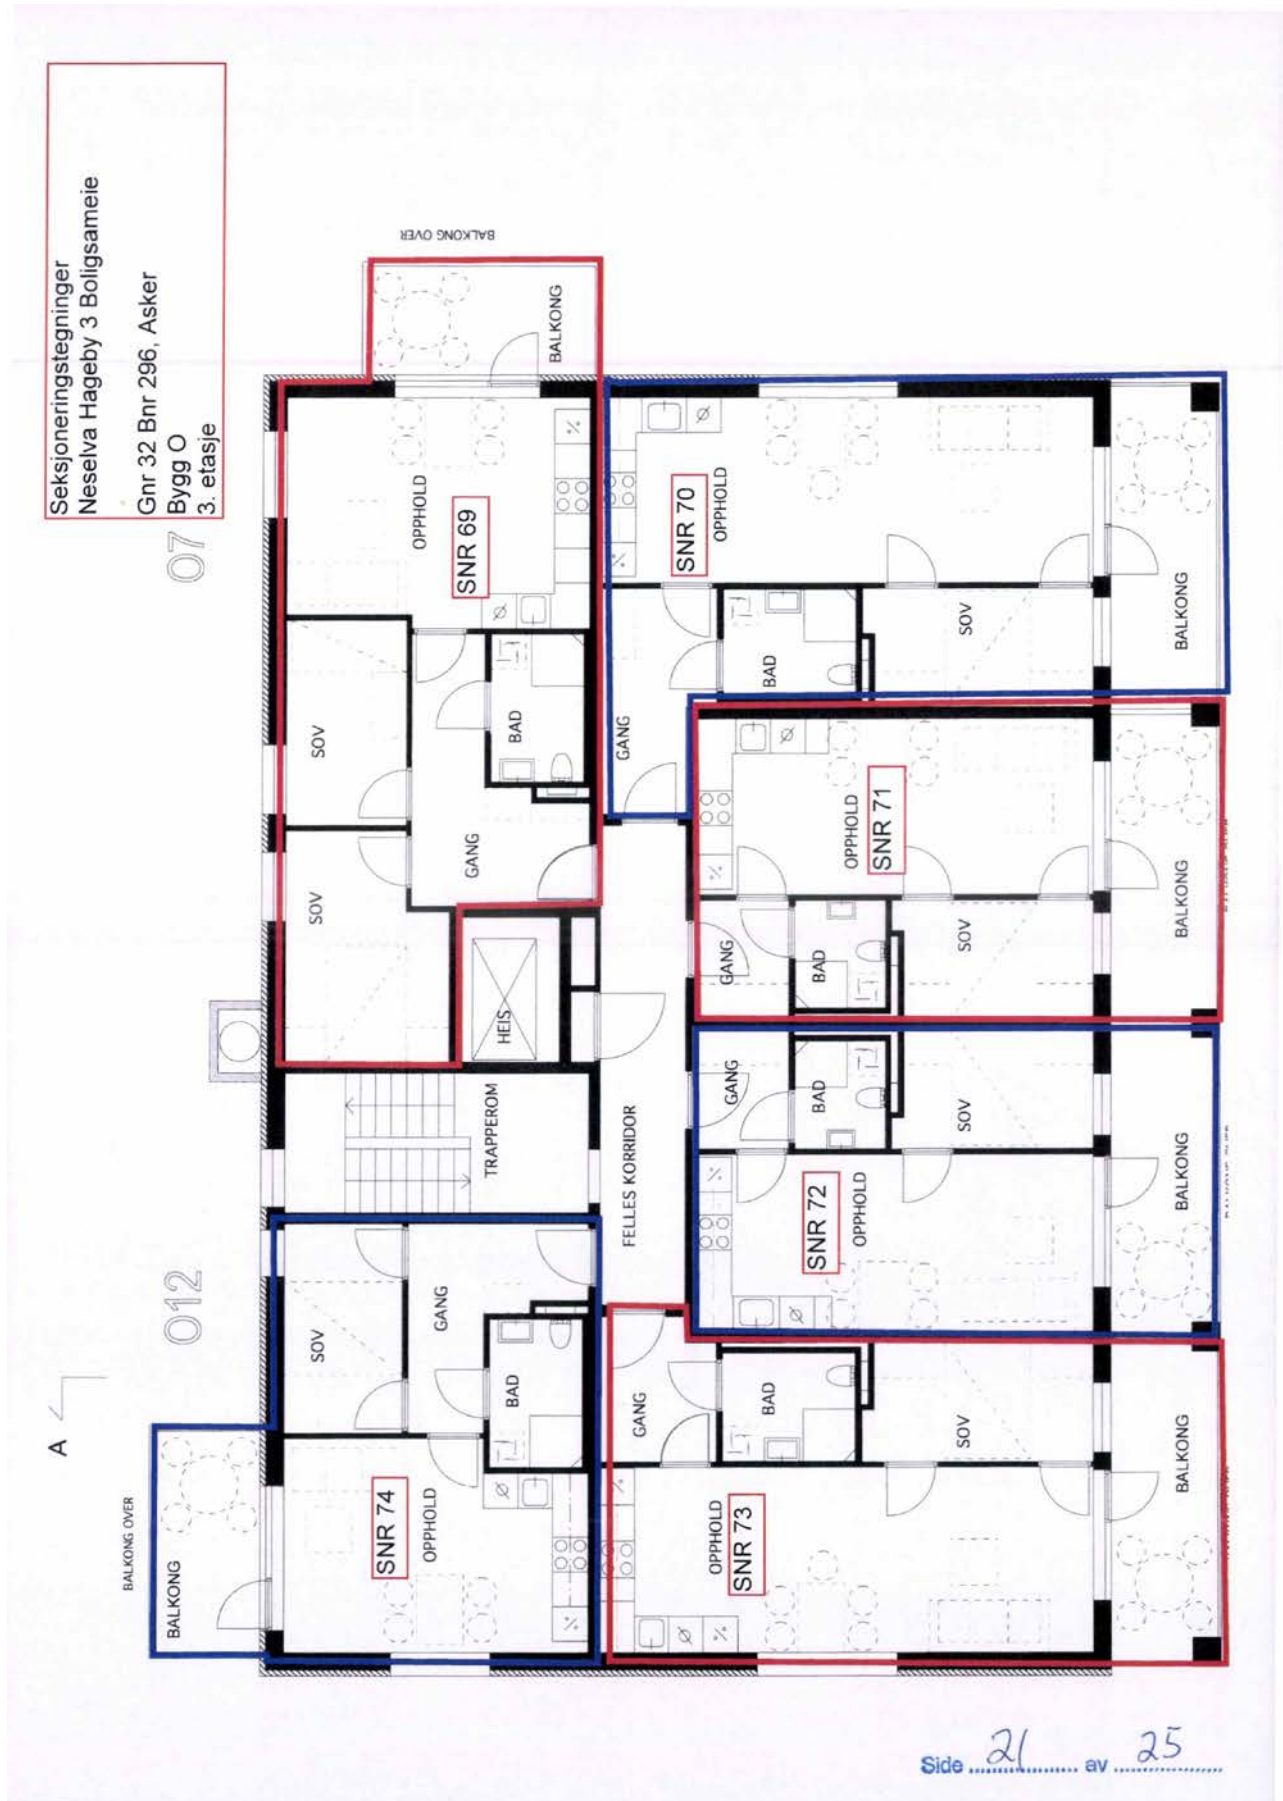 Seksjoneringstegninger
Neselva Hageby 3 Boligsameie
Gnr 32 Bnr 296, Asker
Bygg O
3. etasje
07
012
A
BALKONG OVER
BALKONG
OPPHOLD
SNR 69
SOV
SOV
GANG
BAD
HEIS
TRAPPEROM
FELLES KORRIDOR
SNR 70
OPPHOLD
GANG
BAD
SOV
BALKONG
OPPHOLD
SNR 71
GANG
BAD
SOV
BALKONG
GANG
BAD
SOV
SNR 72
OPPHOLD
BALKONG
GANG
BAD
SOV
OPPHOLD
SNR 73
BALKONG
SOV
GANG
BAD
SNR 74
OPPHOLD
BALKONG
BALKONG OVER
Side 21 av 25